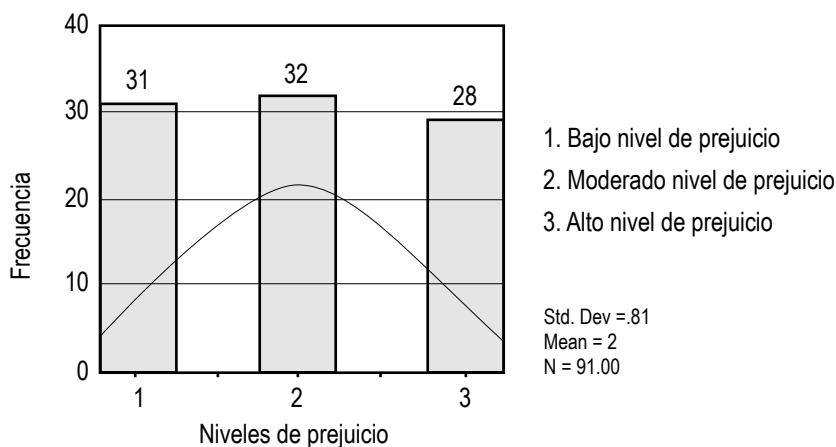 40
30
20
10
0
Frecuencia
31
32
28
1
2
3
Niveles de prejuicio
1. Bajo nivel de prejuicio
2. Moderado nivel de prejuicio
3. Alto nivel de prejuicio
Std. Dev =.81
Mean = 2
N = 91.00